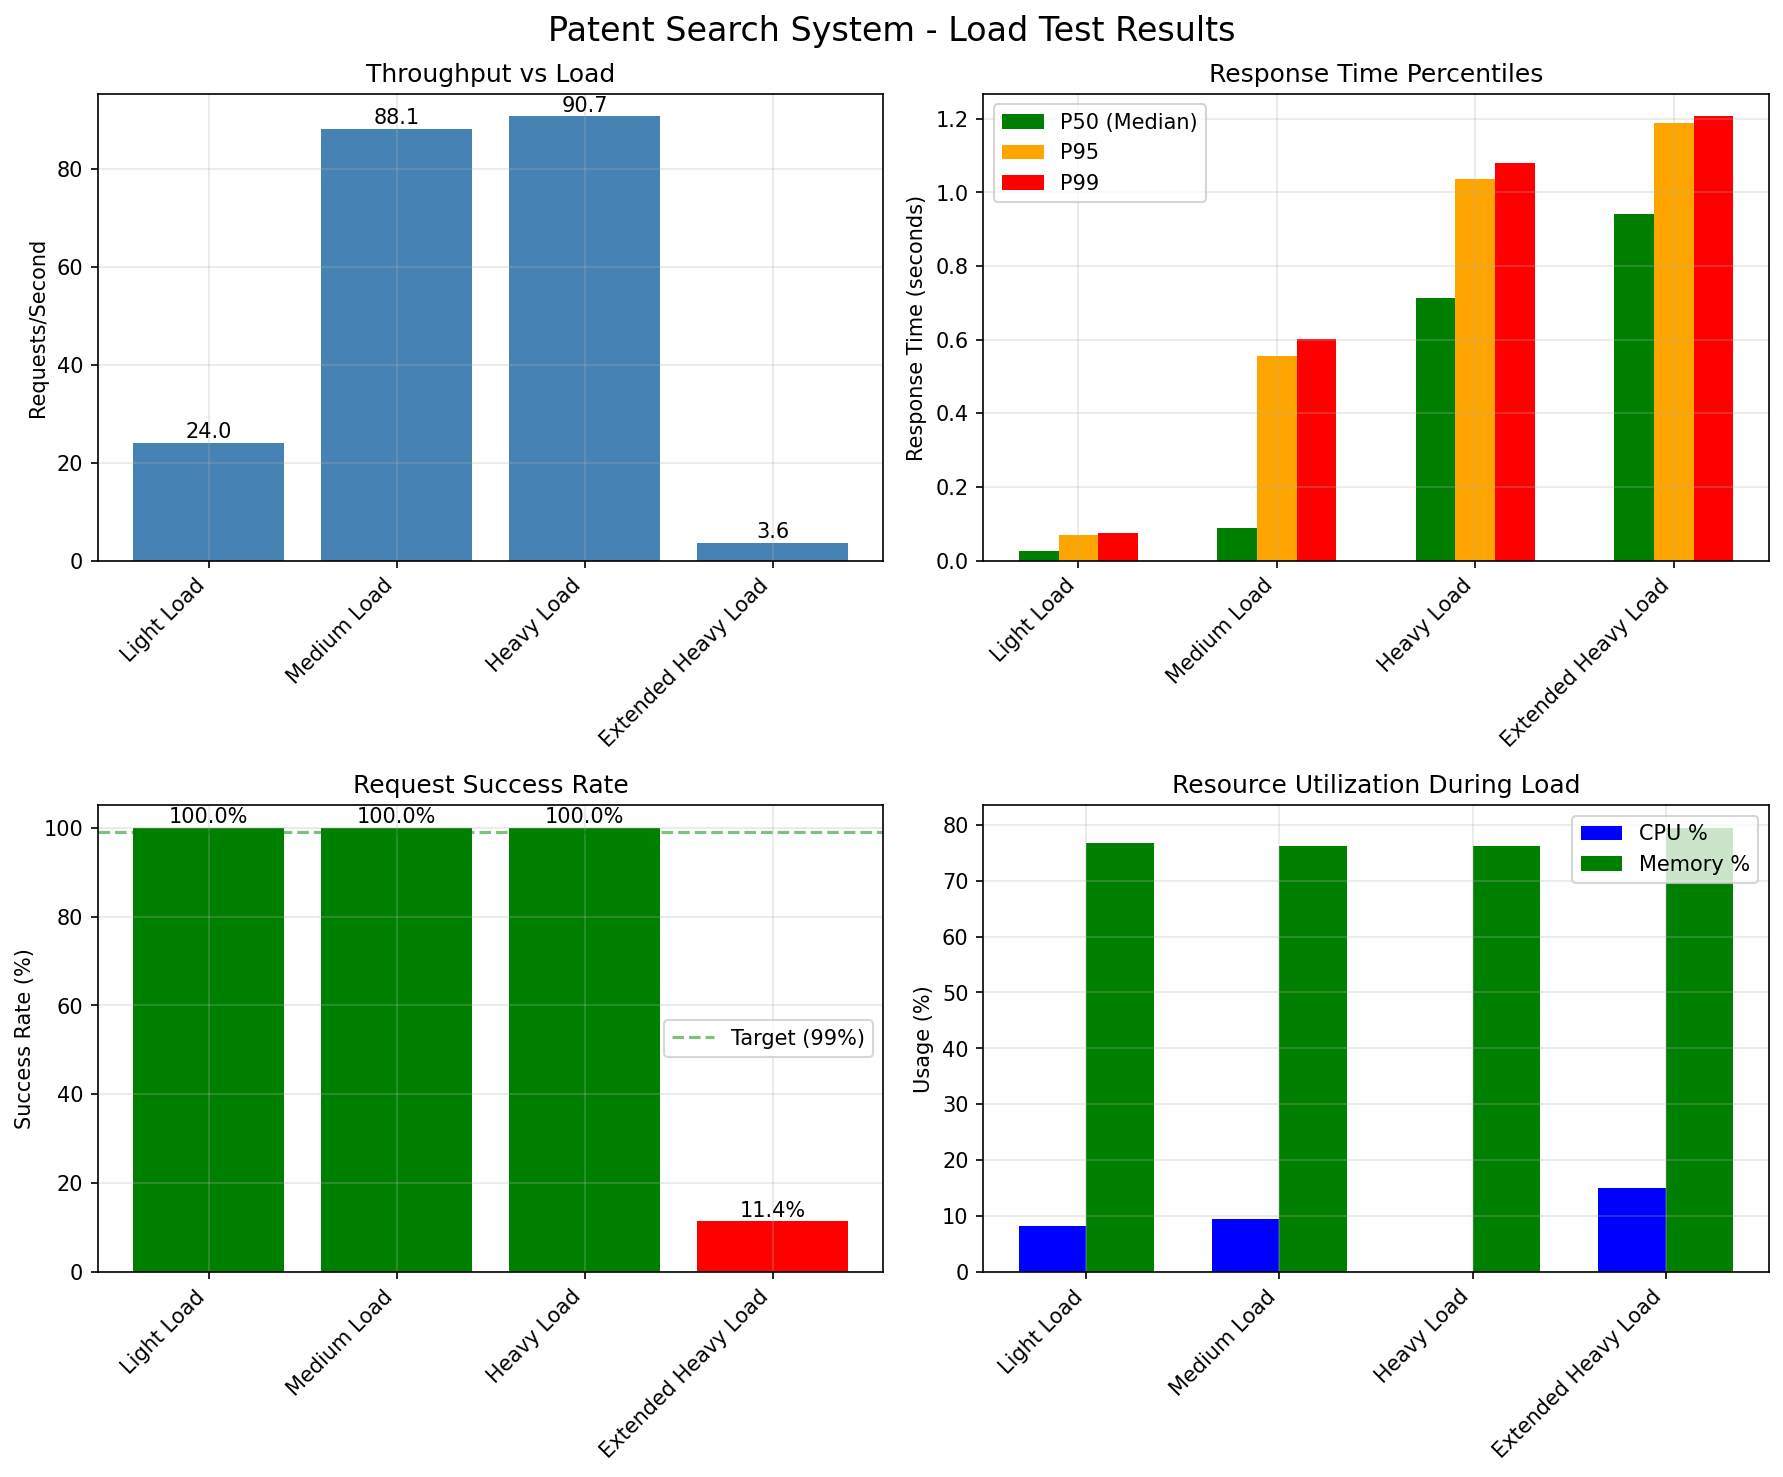 Patent Search System - Load Test Results
Throughput vs Load
Requests/Second
80
60
40
20
0
24.0
88.1
90.7
3.6
Light Load
Medium Load
Heavy Load
Extended Heavy Load
Response Time Percentiles
Response Time (seconds)
1.2
1.0
0.8
0.6
0.4
0.2
0.0
P50 (Median)
P95
P99
Light Load
Medium Load
Heavy Load
Extended Heavy Load
Request Success Rate
Success Rate (%)
100
80
60
40
20
0
100.0%
100.0%
100.0%
11.4%
Target (99%)
Light Load
Medium Load
Heavy Load
Extended Heavy Load
Resource Utilization During Load
Usage (%)
80
70
60
50
40
30
20
10
0
CPU %
Memory %
Light Load
Medium Load
Heavy Load
Extended Heavy Load